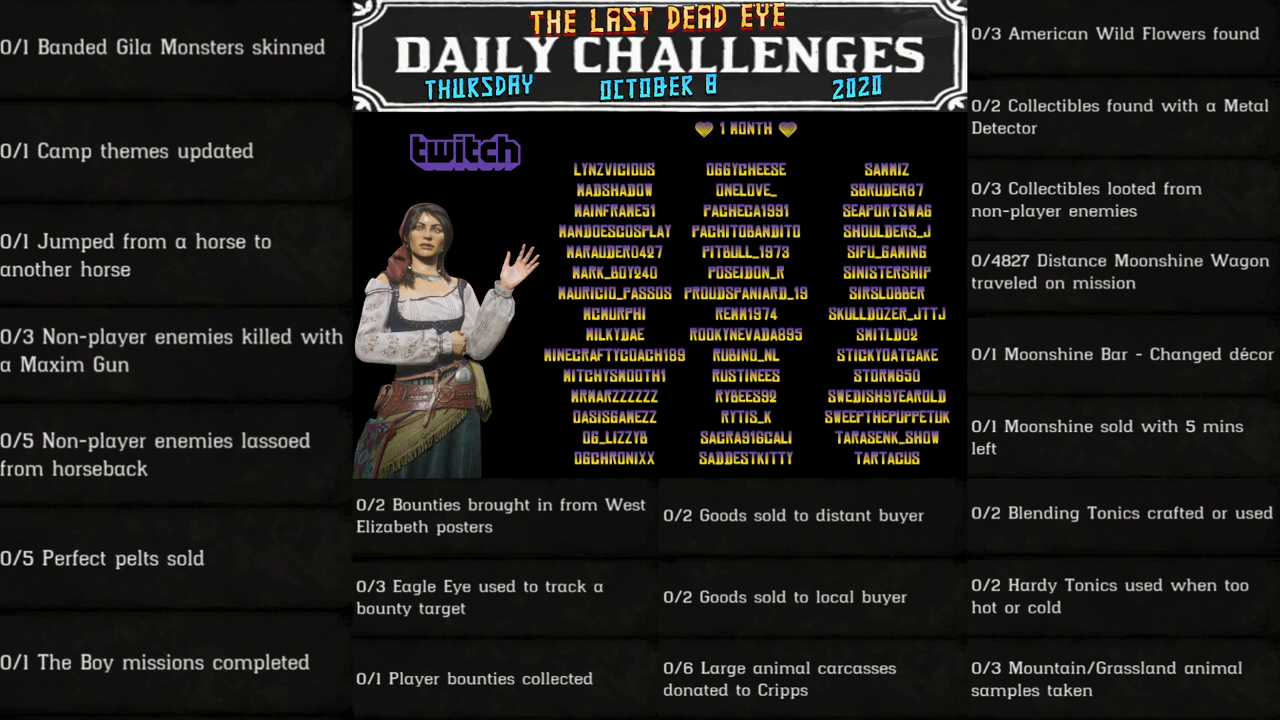 THE LAST DEAD EYE
DAILY CHALLENGES
THURSDAY OCTOBER 8 2020
0/1 Banded Gila Monsters skinned
0/1 Camp themes updated
0/1 Jumped from a horse to
another horse
0/3 Non-player enemies killed with
a Maxim Gun
0/5 Non-player enemies lassoed
from horseback
0/5 Perfect pelts sold
0/1 The Boy missions completed
twitch
1 MONTH
LYNZVICIOUS
MADSHADOW
MAINFRAME51
MANDOESCOSPLAY
MARAUDER0427
MARK_BOY240
MAURICIO_PASSOS
MCMURPHI
MILKYDAE
MINECRAFTYCOACH189
MITCHYSMOOTH1
MRMARZZZZZZ
OASISGAMEZZ
OG_LIZZYB
OGCHRONIXX
OGGYCHEESE
ONELOVE_
PACHECA1991
PACHITOBANDITO
PITBULL_1973
POSEIDON_R
PROUDSPANIARD_19
REMM1974
ROOKYNEVADA895
RUBINO_NL
RUSTINEES
RYBEES92
RYTIS_K
SACRA916CALI
SADDESTKITTY
SAMMIZ
SBRUDER87
SEAPORTSWAG
SHOULDERS_J
SIFU_GAMING
SINISTERSHIP
SIRSLOBBER
SKULLDOZER_JTTJ
SMITLD02
STICKYOATCAKE
STORM650
SWEDISH9YEAROLD
SWEEPTHEPUPPETUK
TARASENK_SHOW
TARTACUS
0/2 Bounties brought in from West
Elizabeth posters
0/3 Eagle Eye used to track a
bounty target
0/1 Player bounties collected
0/2 Goods sold to distant buyer
0/2 Goods sold to local buyer
0/6 Large animal carcasses
donated to Cripps
0/3 American Wild Flowers found
0/2 Collectibles found with a Metal
Detector
0/3 Collectibles looted from
non-player enemies
0/4827 Distance Moonshine Wagon
traveled on mission
0/1 Moonshine Bar - Changed décor
0/1 Moonshine sold with 5 mins
left
0/2 Blending Tonics crafted or used
0/2 Hardy Tonics used when too
hot or cold
0/3 Mountain/Grassland animal
samples taken